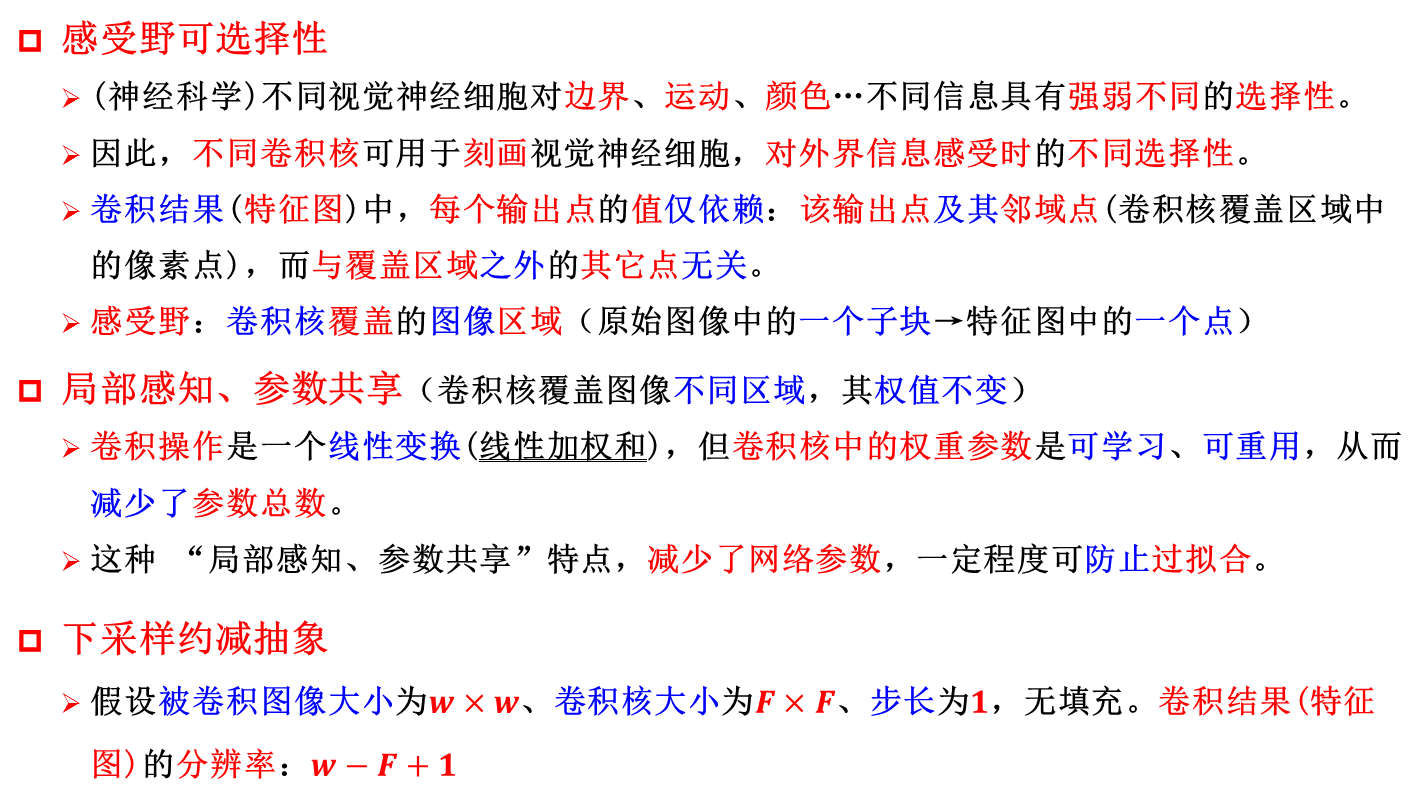 感受野可选择性
(神经科学)不同视觉神经细胞对边界、运动、颜色…不同信息具有强弱不同的选择性。
因此，不同卷积核可用于刻画视觉神经细胞，对外界信息感受时的不同选择性。
卷积结果(特征图)中，每个输出点的值仅依赖：该输出点及其邻域点(卷积核覆盖区域中
的像素点)，而与覆盖区域之外的其它点无关。
感受野：卷积核覆盖的图像区域（原始图像中的一个子块→特征图中的一个点）
局部感知、参数共享（卷积核覆盖图像不同区域，其权值不变）
卷积操作是一个线性变换(线性加权和)，但卷积核中的权重参数是可学习、可重用，从而
减少了参数总数。
这种 “局部感知、参数共享”特点，减少了网络参数，一定程度可防止过拟合。
下采样约减抽象
假设被卷积图像大小为w × w、卷积核大小为F × F、步长为1，无填充。卷积结果(特征
图)的分辨率：w − F + 1